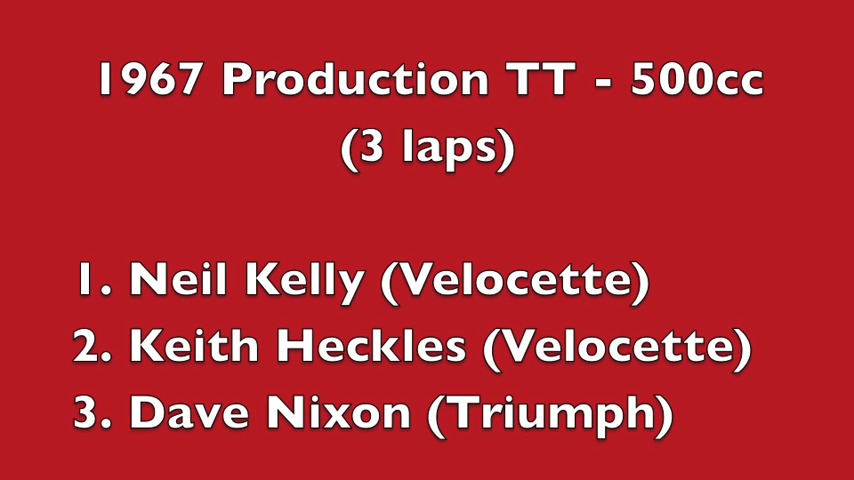 1967 Production TT - 500cc
(3 laps)
1. Neil Kelly (Velocette)
2. Keith Heckles (Velocette)
3. Dave Nixon (Triumph)